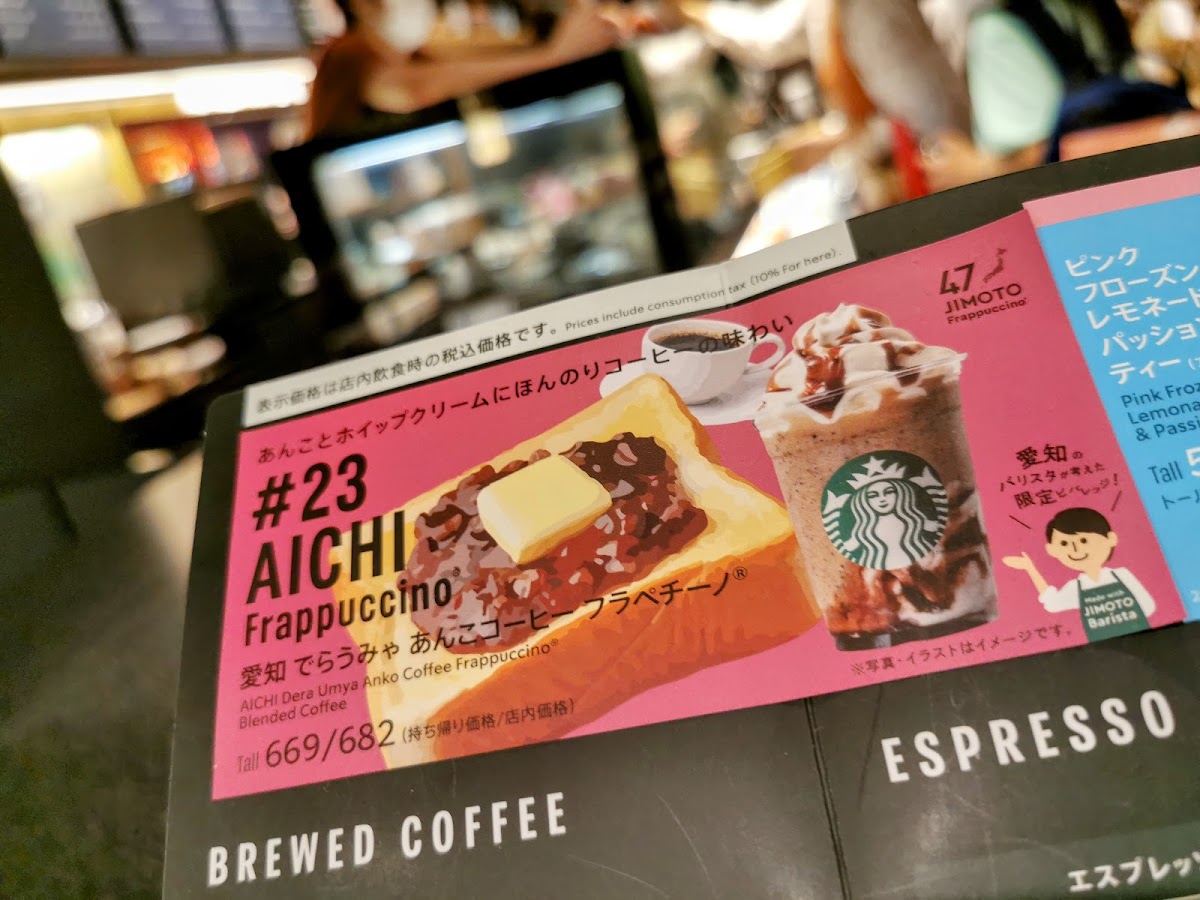 表示価格は店内飲食時の税込価格です。Prices include consumption tax (10% For here).
あんことホイップクリームにほんのりコーヒーの味わい
#23
AICHI
Frappuccino®
愛知 でらうみゃ あんこコーヒー フラペチーノ®
AICHI Dera Umya Anko Coffee Frappuccino®
Blended Coffee
Tall 669/682 (持ち帰り価格/店内価格)
47
JIMOTO
Frappuccino®
愛知の
バリスタが考えた
限定ビバレッジ!
Made with
JIMOTO
Barista
※写真・イラストはイメージです。
ピンク
フローズン
レモネード
パッション
ティー
Pink Frozen
Lemonade
& Passion
Tall
BREWED COFFEE
ESPRESSO
エスプレッソ